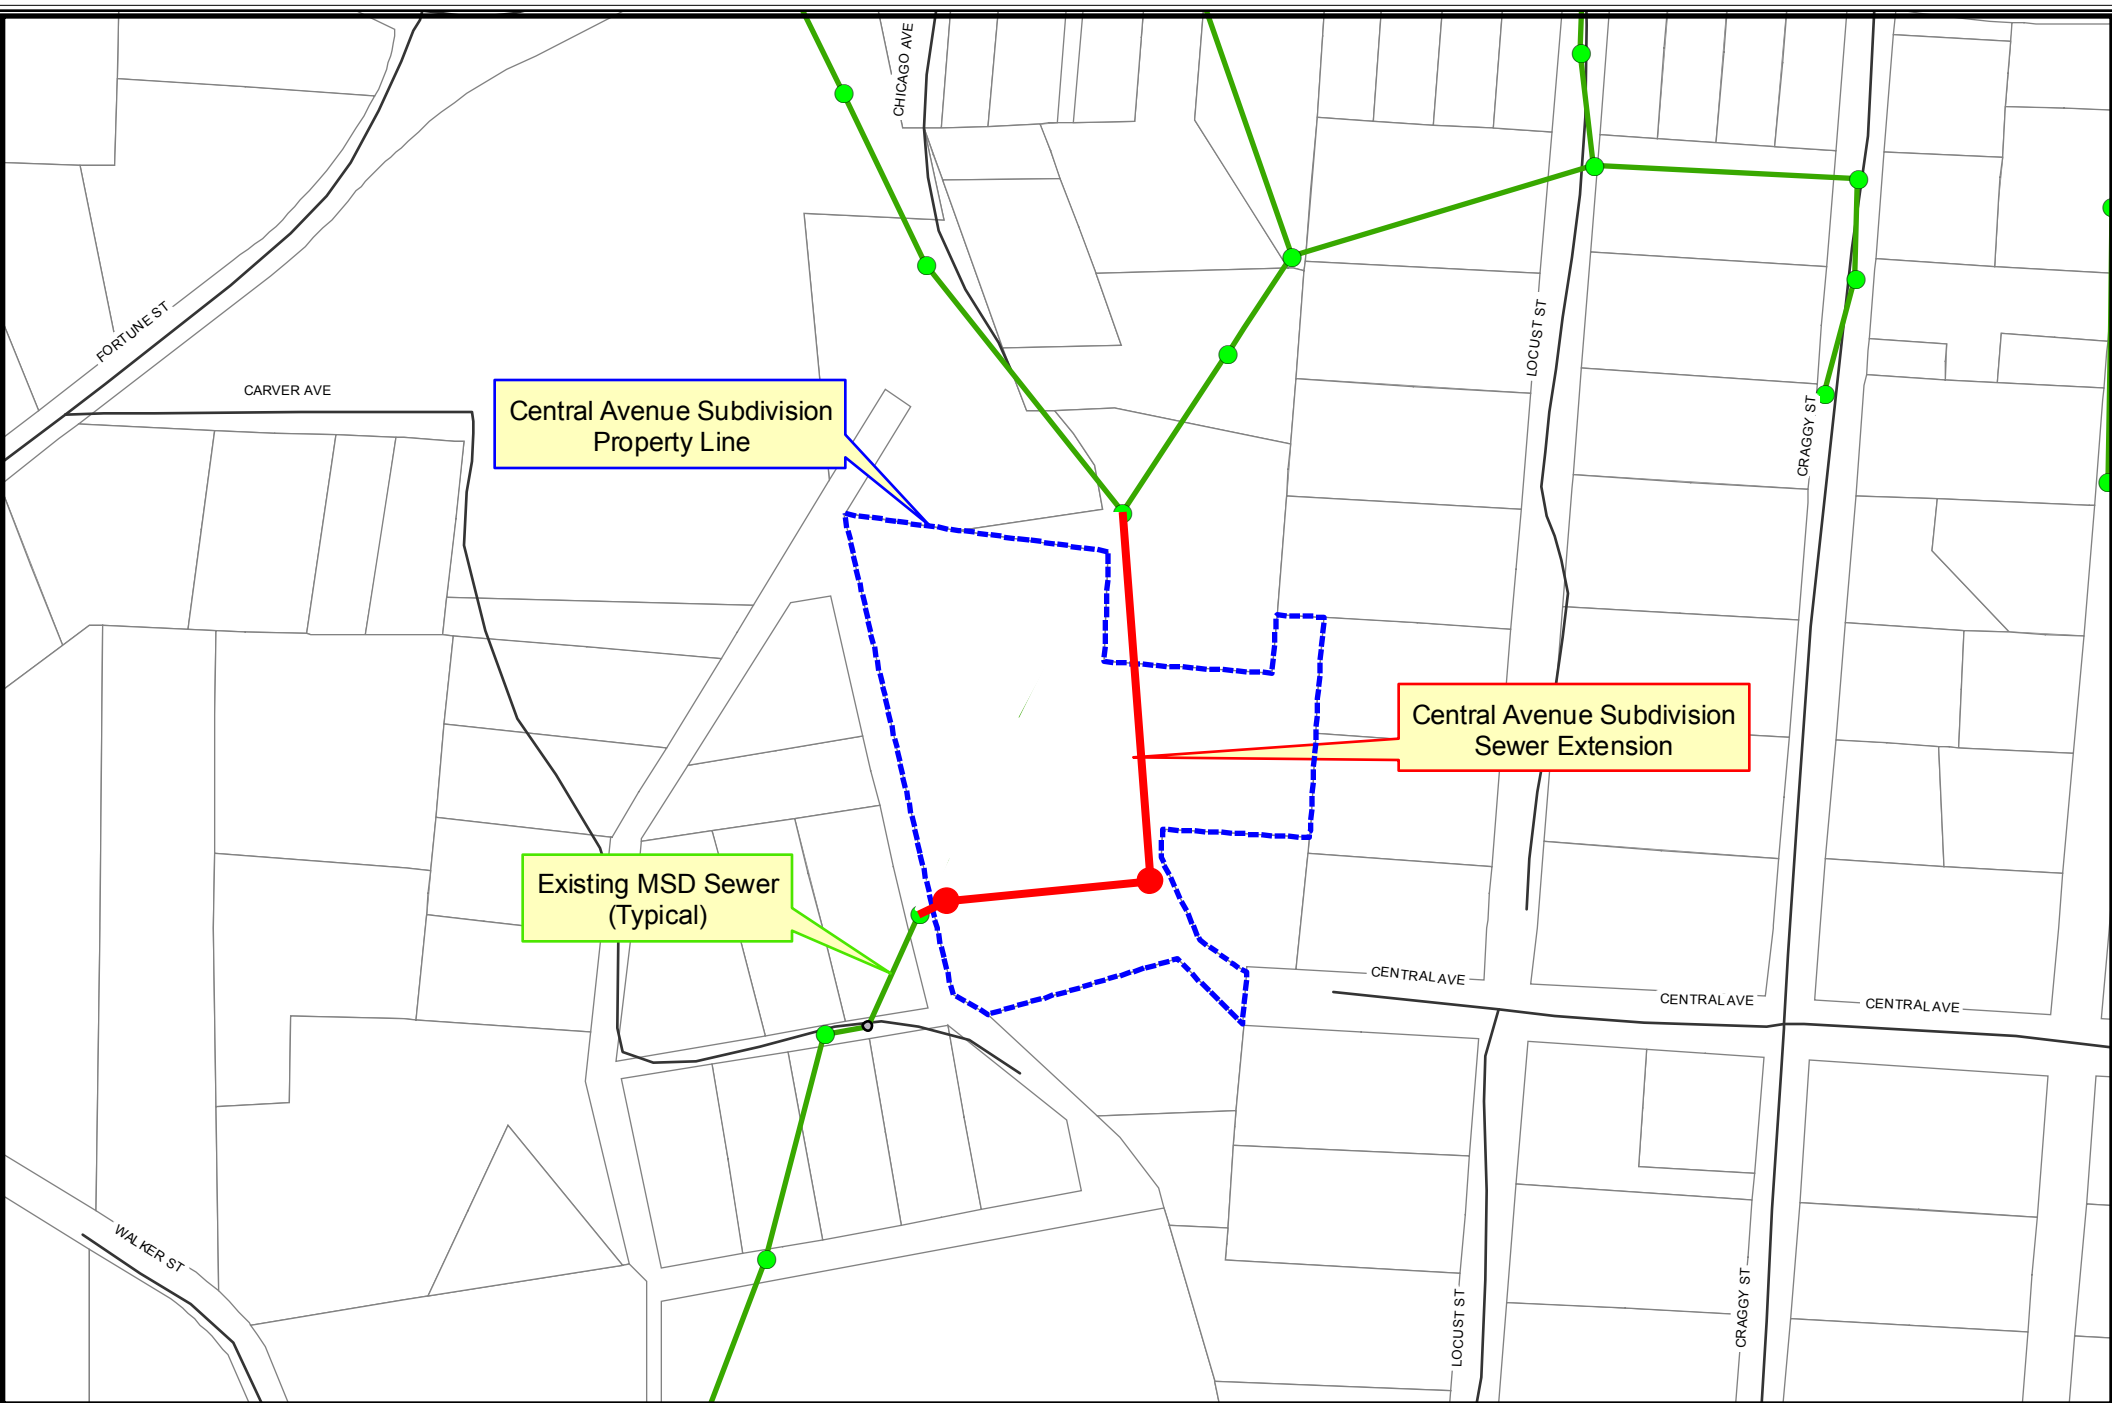 CHICAGO AVE
FORTUNE ST
CARVER AVE
LOCUST ST
CRAGGY ST
Central Avenue Subdivision
Property Line
Central Avenue Subdivision
Sewer Extension
Existing MSD Sewer
(Typical)
CENTRAL AVE
CENTRAL AVE
CENTRAL AVE
WALKER ST
LOCUST ST
CRAGGY ST